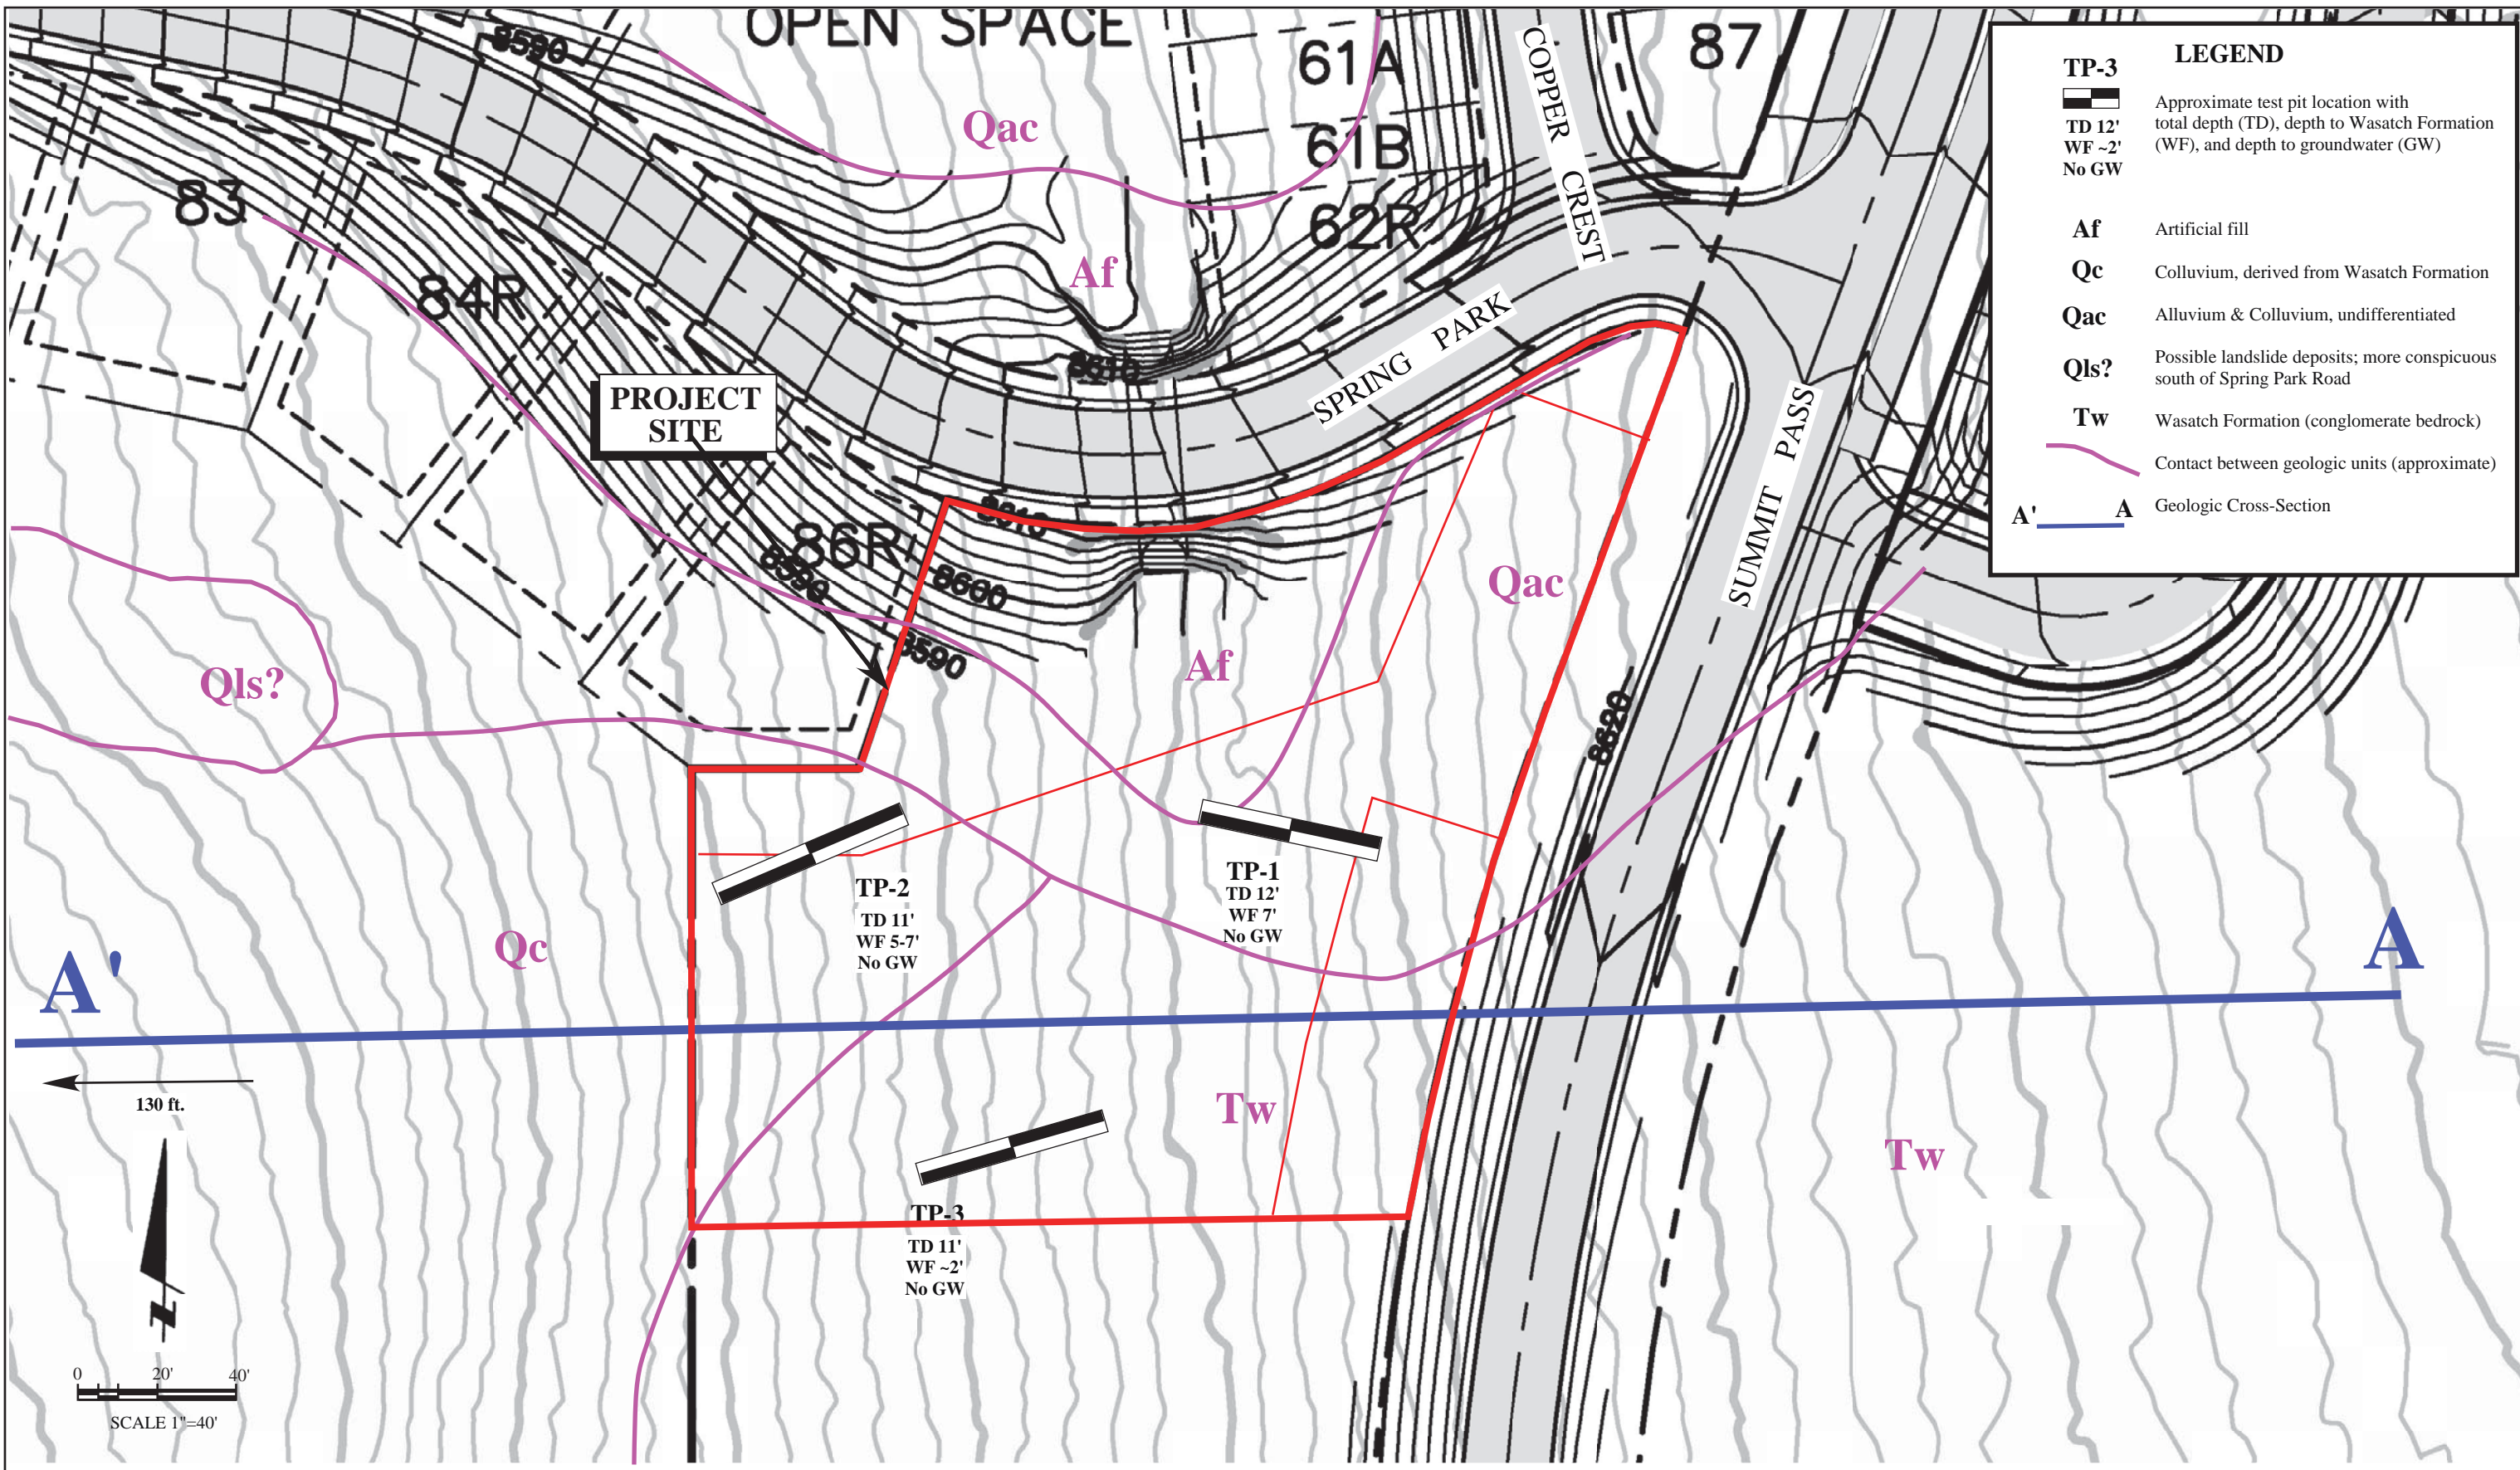 OPEN SPACE
8590
61A
61B
62R
87
COPPER CREST
Qac
83
84R
Af
8610
SPRING PARK
SUMMIT PASS
PROJECT
SITE
86R
8590
8610
8600
8590
Qac
Af
Qls?
8620
TP-1
TD 12'
WF 7'
No GW
TP-2
TD 11'
WF 5-7'
No GW
Qc
A'
A
130 ft.
Tw
Tw
TP-3
TD 11'
WF ~2'
No GW
N
0 20' 40'
SCALE 1"=40'
LEGEND
TP-3
TD 12'
WF ~2'
No GW
Approximate test pit location with
total depth (TD), depth to Wasatch Formation
(WF), and depth to groundwater (GW)
Af Artificial fill
Qc Colluvium, derived from Wasatch Formation
Qac Alluvium & Colluvium, undifferentiated
Qls? Possible landslide deposits; more conspicuous
south of Spring Park Road
Tw Wasatch Formation (conglomerate bedrock)
Contact between geologic units (approximate)
A' A Geologic Cross-Section